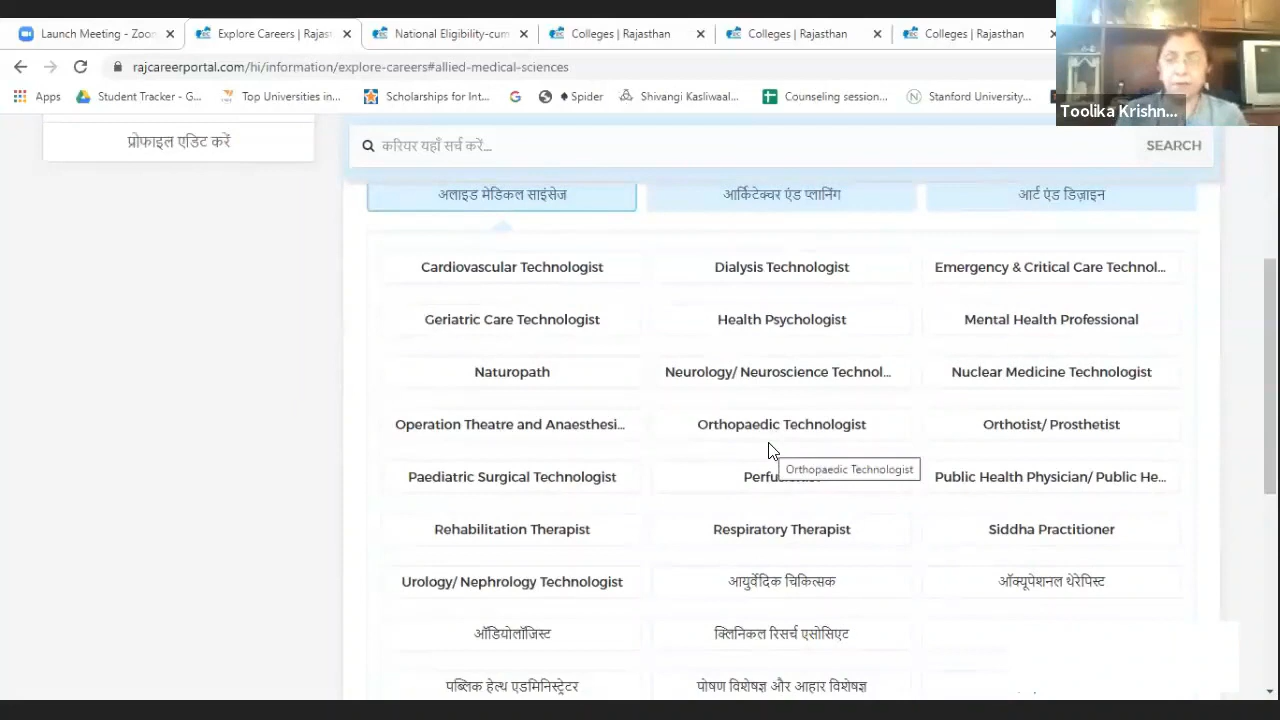 Launch Meeting - Zoom
Explore Careers | Rajast
National Eligibility-cum
Colleges | Rajasthan
Colleges | Rajasthan
Colleges | Rajasthan
rajcareerportal.com/hi/information/explore-careers#allied-medical-sciences
Apps
Student Tracker - G...
Top Universities in...
Scholarships for Int...
Spider
Shivangi Kasliwaal...
Counseling session...
Stanford University...
Toolika Krishn...
प्रोफाइल एडिट करें
करियर यहाँ सर्च करें...
SEARCH
अलाइड मेडिकल साइंसेज
आर्किटेक्चर एंड प्लानिंग
आर्ट एंड डिज़ाइन
Cardiovascular Technologist
Dialysis Technologist
Emergency & Critical Care Technol...
Geriatric Care Technologist
Health Psychologist
Mental Health Professional
Naturopath
Neurology/ Neuroscience Technol...
Nuclear Medicine Technologist
Operation Theatre and Anaesthesi...
Orthopaedic Technologist
Orthotist/ Prosthetist
Orthopaedic Technologist
Paediatric Surgical Technologist
Public Health Physician/ Public He...
Rehabilitation Therapist
Respiratory Therapist
Siddha Practitioner
Urology/ Nephrology Technologist
आयुर्वेदिक चिकित्सक
ऑक्यूपेशनल थेरेपिस्ट
ऑडियोलॉजिस्ट
क्लिनिकल रिसर्च एसोसिएट
पब्लिक हेल्थ एडमिनिस्ट्रेटर
पोषण विशेषज्ञ और आहार विशेषज्ञ